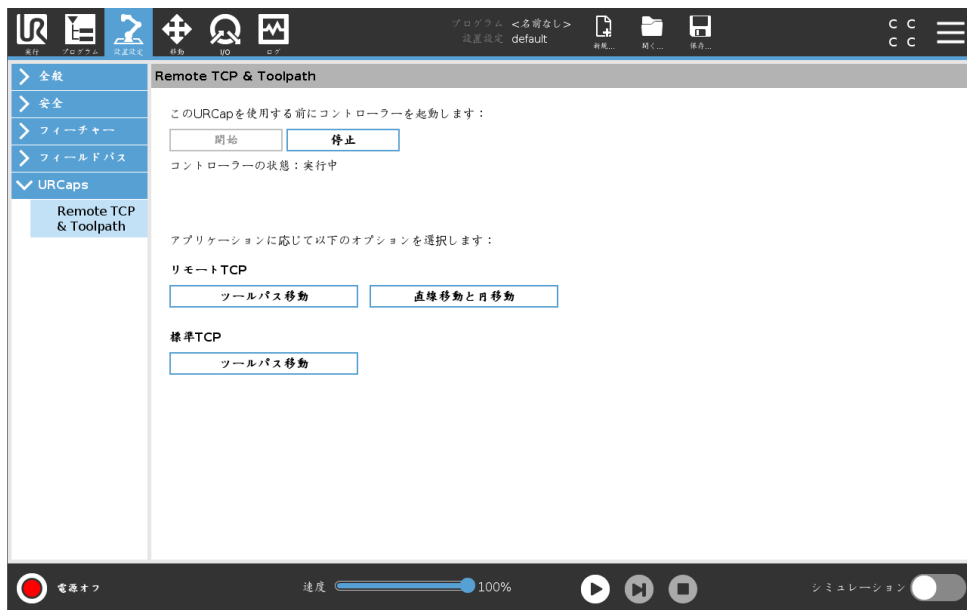 プログラム <名前なし>
設置設定 default
C C
C C
実行 プログラム 設置設定 移動 I/O ログ 新規... 開く... 保存...
全般
安全
フィーチャー
フィールドバス
URCaps
Remote TCP
& Toolpath
Remote TCP & Toolpath
このURCapを使用する前にコントローラーを起動します：
開始 停止
コントローラーの状態：実行中
アプリケーションに応じて以下のオプションを選択します：
リモートTCP
ツールパス移動 直線移動と円移動
標準TCP
ツールパス移動
電源オフ 速度 100% シミュレーション